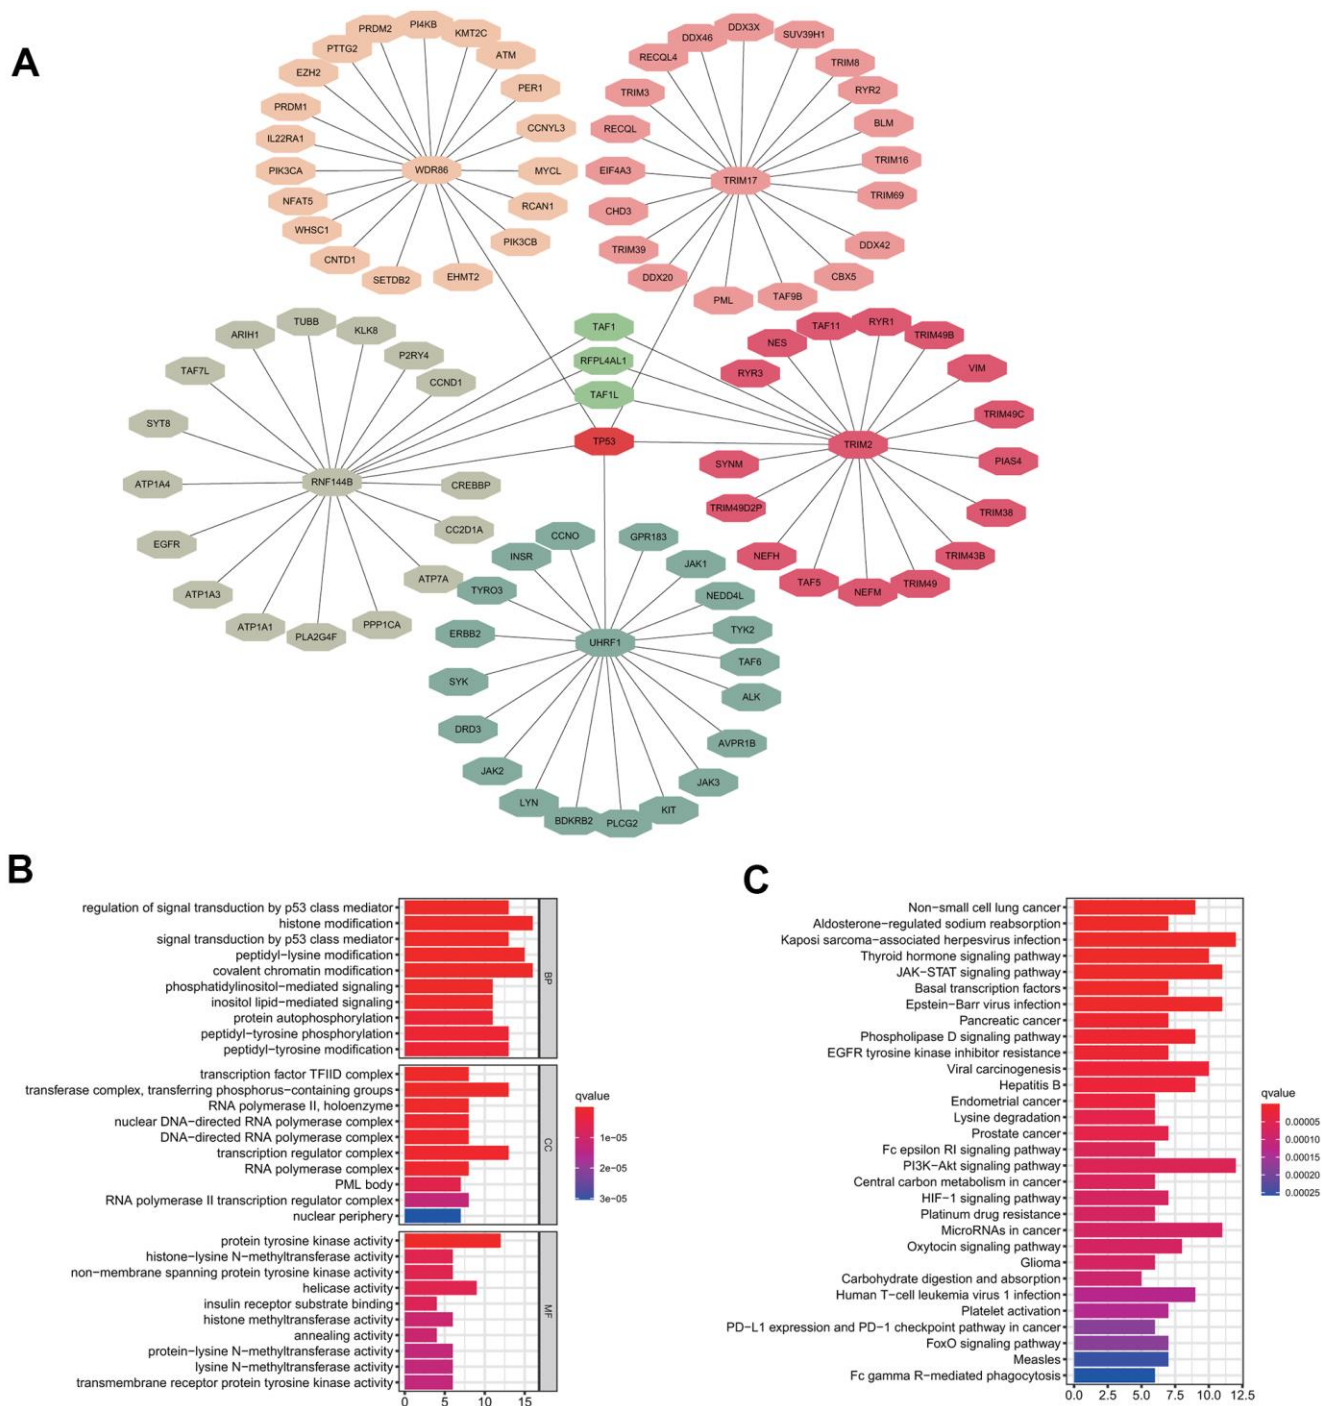 A
PI4KB
PRDM2
KMT2C
PTTG2
ATM
EZH2
PER1
PRDM1
CCNYL3
IL22RA1
WDR86
PIK3CA
MYCL
NFAT5
RCAN1
WHSC1
PIK3CB
CNTD1
SETDB2
EHMT2
DDX3X
DDX46
SUV39H1
RECQL4
TRIM8
TRIM3
RYR2
RECQL
BLM
TRIM16
EIF4A3
TRIM17
TRIM69
CHD3
TRIM39
DDX42
DDX20
CBX5
PML
TAF9B
TAF1
RFPL4AL1
TAF1L
TP53
TUBB
ARIH1
KLK8
P2RY4
TAF7L
CCND1
SYT8
RNF144B
ATP1A4
CREBBP
CC2D1A
EGFR
ATP7A
ATP1A3
ATP1A1
PLA2G4F
PPP1CA
TAF11
RYR1
TRIM49B
NES
RYR3
VIM
TRIM49C
TRIM2
SYNM
PIAS4
TRIM49D2P
TRIM38
NEFH
TRIM43B
TAF5
NEFM
TRIM49
CCNO
GPR183
INSR
JAK1
TYRO3
NEDD4L
ERBB2
UHRF1
TYK2
TAF6
SYK
ALK
DRD3
AVPR1B
JAK2
JAK3
LYN
KIT
BDKRB2
PLCG2
B
regulation of signal transduction by p53 class mediator
histone modification
signal transduction by p53 class mediator
peptidyl−lysine modification
covalent chromatin modification
phosphatidylinositol−mediated signaling
inositol lipid−mediated signaling
protein autophosphorylation
peptidyl−tyrosine phosphorylation
peptidyl−tyrosine modification
BP
transcription factor TFIID complex
transferase complex, transferring phosphorus−containing groups
RNA polymerase II, holoenzyme
nuclear DNA−directed RNA polymerase complex
DNA−directed RNA polymerase complex
transcription regulator complex
RNA polymerase complex
PML body
RNA polymerase II transcription regulator complex
nuclear periphery
CC
protein tyrosine kinase activity
histone−lysine N−methyltransferase activity
non−membrane spanning protein tyrosine kinase activity
helicase activity
insulin receptor substrate binding
histone methyltransferase activity
annealing activity
protein−lysine N−methyltransferase activity
lysine N−methyltransferase activity
transmembrane receptor protein tyrosine kinase activity
MF
0 5 10 15
qvalue
1e−05
2e−05
3e−05
C
Non−small cell lung cancer
Aldosterone−regulated sodium reabsorption
Kaposi sarcoma−associated herpesvirus infection
Thyroid hormone signaling pathway
JAK−STAT signaling pathway
Basal transcription factors
Epstein−Barr virus infection
Pancreatic cancer
Phospholipase D signaling pathway
EGFR tyrosine kinase inhibitor resistance
Viral carcinogenesis
Hepatitis B
Endometrial cancer
Lysine degradation
Prostate cancer
Fc epsilon RI signaling pathway
PI3K−Akt signaling pathway
Central carbon metabolism in cancer
HIF−1 signaling pathway
Platinum drug resistance
MicroRNAs in cancer
Oxytocin signaling pathway
Glioma
Carbohydrate digestion and absorption
Human T−cell leukemia virus 1 infection
Platelet activation
PD−L1 expression and PD−1 checkpoint pathway in cancer
FoxO signaling pathway
Measles
Fc gamma R−mediated phagocytosis
0.0 2.5 5.0 7.5 10.0 12.5
qvalue
0.00005
0.00010
0.00015
0.00020
0.00025